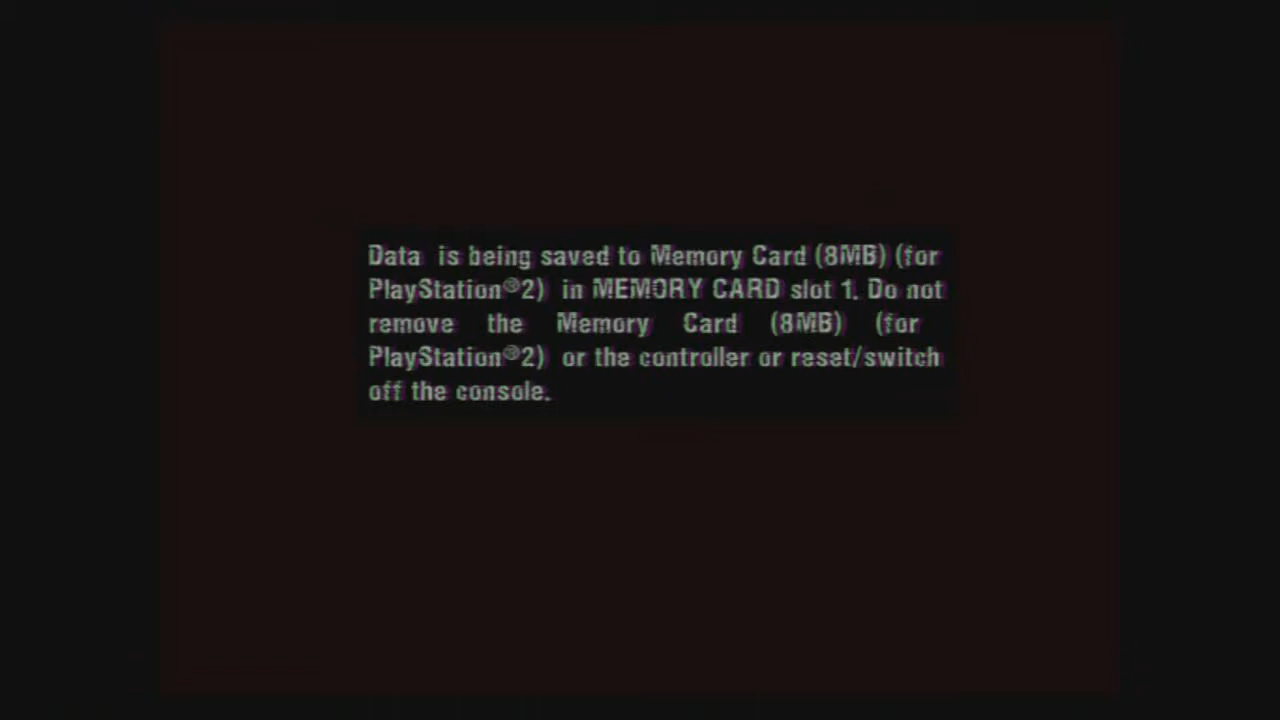 Data is being saved to Memory Card (8MB) (for
PlayStation®2) in MEMORY CARD slot 1. Do not
remove the Memory Card (8MB) (for
PlayStation®2) or the controller or reset/switch
off the console.